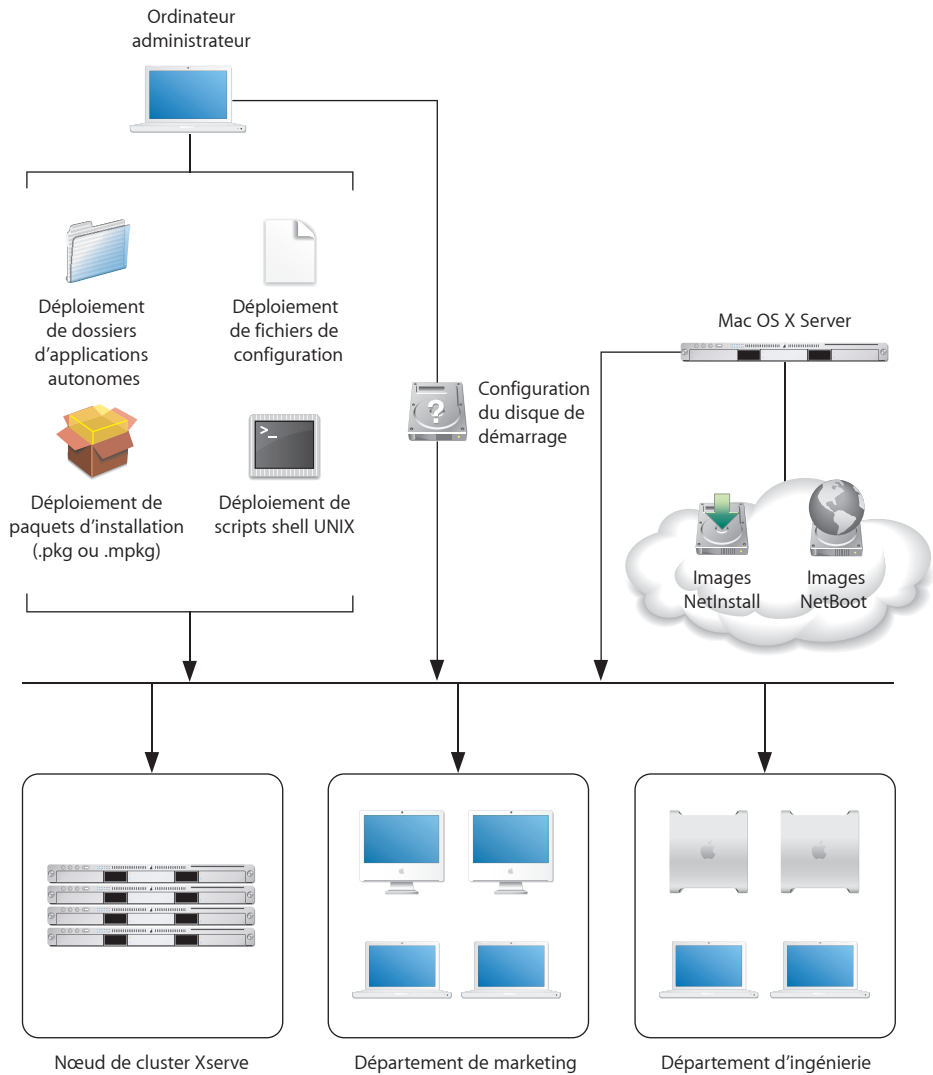 Ordinateur
administrateur
Déploiement
de dossiers
d’applications
autonomes
Déploiement
de fichiers de
configuration
Mac OS X Server
Configuration
du disque de
démarrage
>_
Déploiement de
paquets d’installation
(.pkg ou .mpkg)
Déploiement de
scripts shell UNIX
?
Images
NetInstall
Images
NetBoot
Nœud de cluster Xserve
Département de marketing
Département d’ingénierie